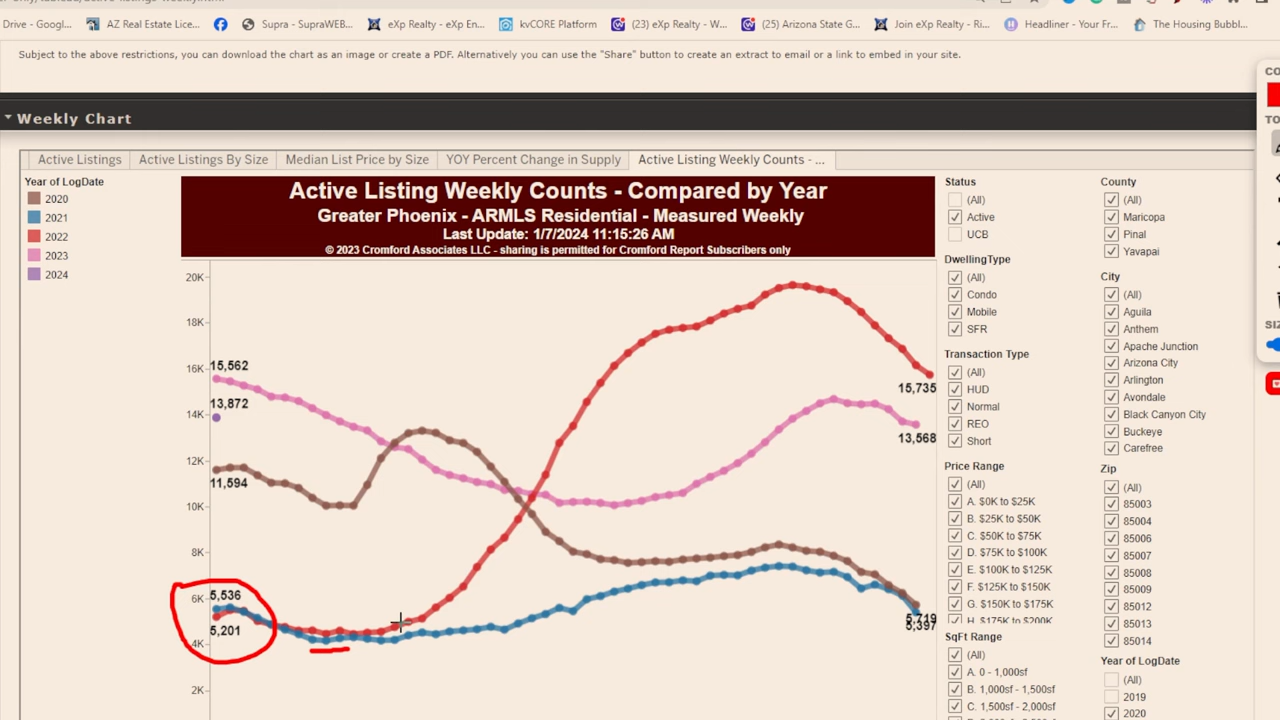 Drive - Googl...
AZ Real Estate Lice...
Supra - SupraWEB...
eXp Realty - eXp En...
kvCORE Platform
(23) eXp Realty - W...
(25) Arizona State G...
Join eXp Realty - Ri...
Headliner - Your Fr...
The Housing Bubbl...
Subject to the above restrictions, you can download the chart as an image or create a PDF. Alternatively you can use the "Share" button to create an extract to email or a link to embed in your site.
Weekly Chart
Active Listings
Active Listings By Size
Median List Price by Size
YOY Percent Change in Supply
Active Listing Weekly Counts - ...
Year of LogDate
2020
2021
2022
2023
2024
Active Listing Weekly Counts - Compared by Year
Greater Phoenix - ARMLS Residential - Measured Weekly
Last Update: 1/7/2024 11:15:26 AM
© 2023 Cromford Associates LLC - sharing is permitted for Cromford Report Subscribers only
20K
18K
16K
14K
12K
10K
8K
6K
4K
2K
15,562
13,872
11,594
5,536
5,201
15,735
13,568
5,719
5,397
Status
(All)
Active
UCB
DwellingType
(All)
Condo
Mobile
SFR
Transaction Type
(All)
HUD
Normal
REO
Short
Price Range
(All)
A. $0K to $25K
B. $25K to $50K
C. $50K to $75K
D. $75K to $100K
E. $100K to $125K
F. $125K to $150K
G. $150K to $175K
H. $175K to $200K
SqFt Range
(All)
A. 0 - 1,000sf
B. 1,000sf - 1,500sf
C. 1,500sf - 2,000sf
County
(All)
Maricopa
Pinal
Yavapai
City
(All)
Aguila
Anthem
Apache Junction
Arizona City
Arlington
Avondale
Black Canyon City
Buckeye
Carefree
Zip
(All)
85003
85004
85006
85007
85008
85009
85012
85013
85014
Year of LogDate
(All)
2019
2020
CO
TO
SIZ